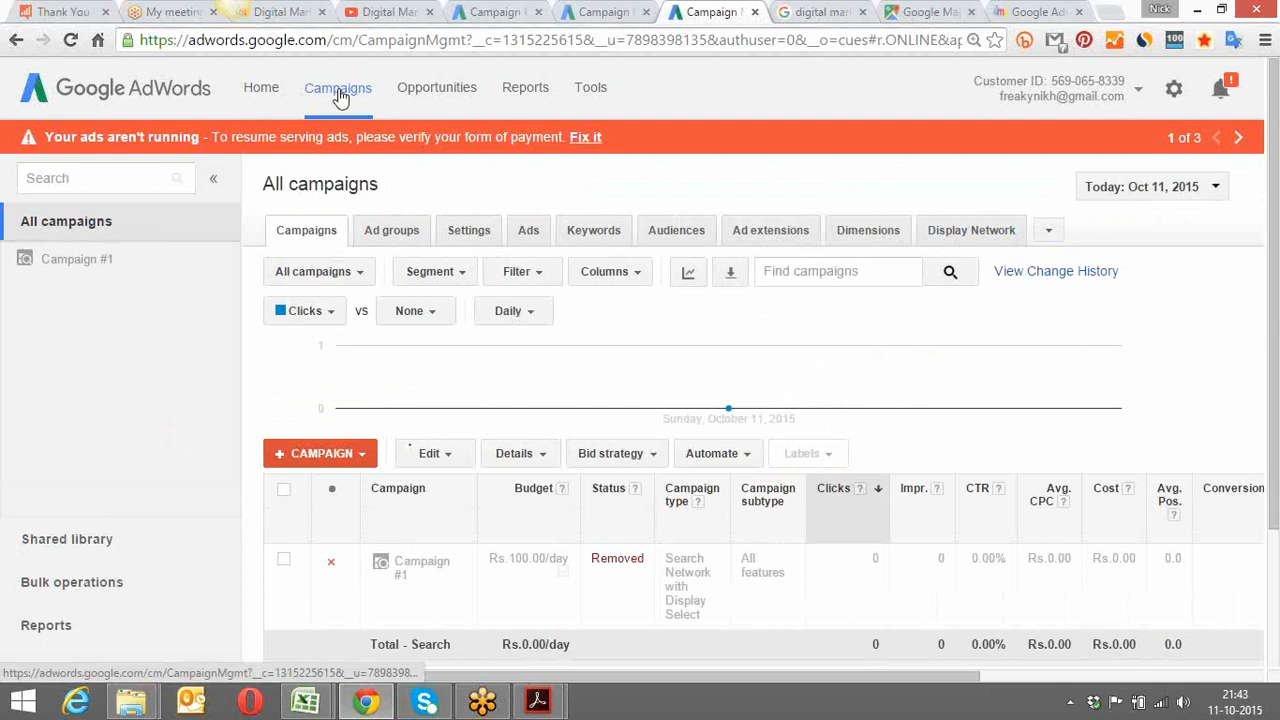 Thank You
My meetin
Digital Mar
Digital Mar
Campaign
Campaign
Campaign
digital mar
Google Ma
Google Ad
Nick
https://adwords.google.com/cm/CampaignMgmt?__c=1315225615&__u=7898398135&authuser=0&__o=cues#r.ONLINE&ap
Google AdWords
Home
Campaigns
Opportunities
Reports
Tools
Customer ID: 569-065-8339
freakynikh@gmail.com
Your ads aren't running - To resume serving ads, please verify your form of payment. Fix it
1 of 3
Search
«
All campaigns
Today: Oct 11, 2015
All campaigns
Campaigns
Ad groups
Settings
Ads
Keywords
Audiences
Ad extensions
Dimensions
Display Network
Campaign #1
All campaigns
Segment
Filter
Columns
Find campaigns
View Change History
Clicks
vs
None
Daily
1
0
Sunday, October 11, 2015
+ CAMPAIGN
Edit
Details
Bid strategy
Automate
Labels
Campaign
Budget ?
Status ?
Campaign type ?
Campaign subtype
Clicks ?
Impr. ?
CTR ?
Avg. CPC ?
Cost ?
Avg. Pos. ?
Conversion
Campaign #1
Rs.100.00/day
Removed
Search Network with Display Select
All features
0
0
0.00%
Rs.0.00
Rs.0.00
0.0
Total - Search
Rs.0.00/day
0
0
0.00%
Rs.0.00
Rs.0.00
0.0
Shared library
Bulk operations
Reports
https://adwords.google.com/cm/CampaignMgmt?__c=1315225615&__u=7898398...
21:43
11-10-2015